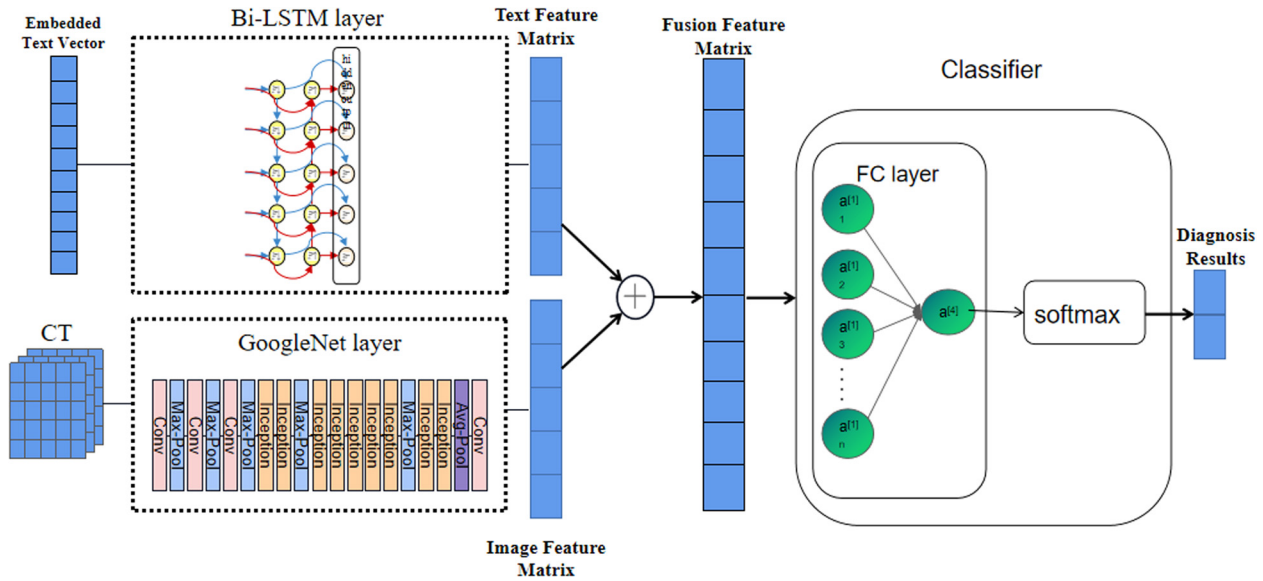 Embedded
Text Vector
Bi-LSTM layer
Text Feature
Matrix
Fusion Feature
Matrix
Classifier
FC layer
a[1]
1
a[1]
2
a[1]
3
a[1]
n
a[4]
softmax
Diagnosis
Results
CT
GoogleNet layer
Conv
Max-Pool
Conv
Max-Pool
Conv
Max-Pool
Inception
Inception
Max-Pool
Inception
Inception
Inception
Inception
Inception
Max-Pool
Inception
Inception
Avg-Pool
Conv
Image Feature
Matrix